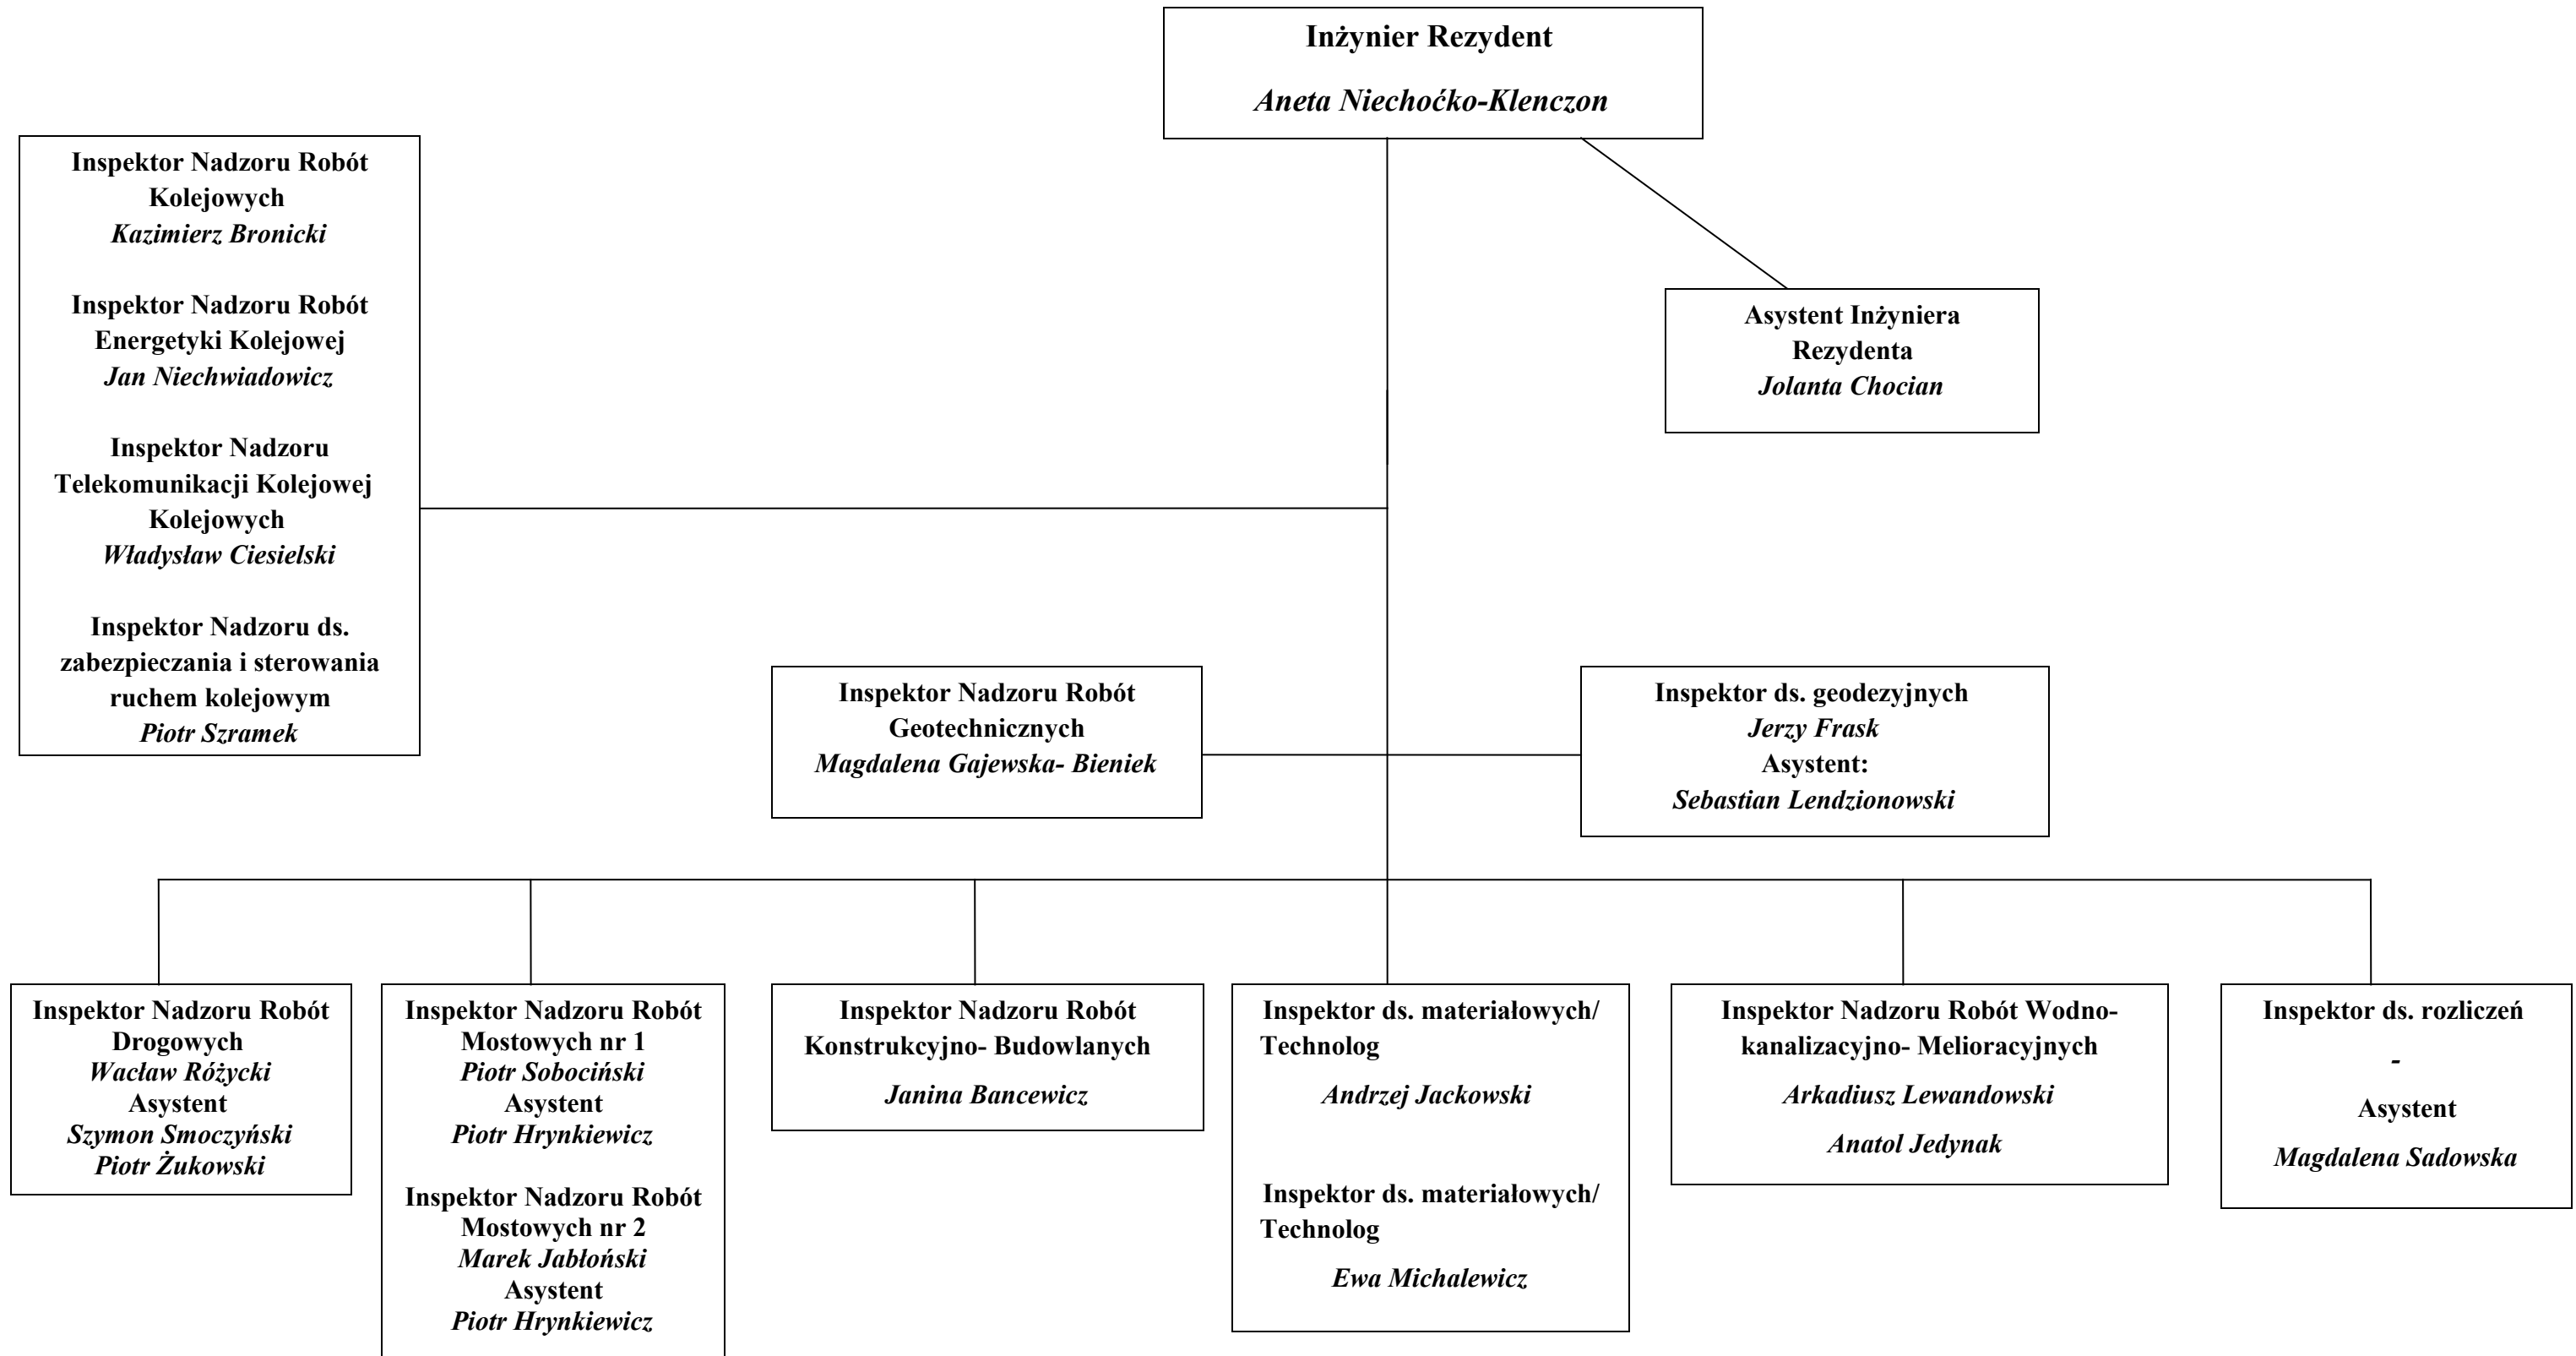 Inżynier Rezydent
Aneta Niechoćko-Klenczon
Inspektor Nadzoru Robót
Kolejowych
Kazimierz Bronicki
Inspektor Nadzoru Robót
Energetyki Kolejowej
Jan Niechwiadowicz
Inspektor Nadzoru
Telekomunikacji Kolejowej
Kolejowych
Władysław Ciesielski
Inspektor Nadzoru ds.
zabezpieczania i sterowania
ruchem kolejowym
Piotr Szramek
Asystent Inżyniera
Rezydenta
Jolanta Chocian
Inspektor Nadzoru Robót
Geotechnicznych
Magdalena Gajewska- Bieniek
Inspektor ds. geodezyjnych
Jerzy Frask
Asystent:
Sebastian Lendzionowski
Inspektor Nadzoru Robót
Drogowych
Wacław Różycki
Asystent
Szymon Smoczyński
Piotr Żukowski
Inspektor Nadzoru Robót
Mostowych nr 1
Piotr Sobociński
Asystent
Piotr Hrynkiewicz
Inspektor Nadzoru Robót
Mostowych nr 2
Marek Jabłoński
Asystent
Piotr Hrynkiewicz
Inspektor Nadzoru Robót
Konstrukcyjno- Budowlanych
Janina Bancewicz
Inspektor ds. materiałowych/
Technolog
Andrzej Jackowski
Inspektor ds. materiałowych/
Technolog
Ewa Michalewicz
Inspektor Nadzoru Robót Wodno-
kanalizacyjno- Melioracyjnych
Arkadiusz Lewandowski
Anatol Jedynak
Inspektor ds. rozliczeń
-
Asystent
Magdalena Sadowska